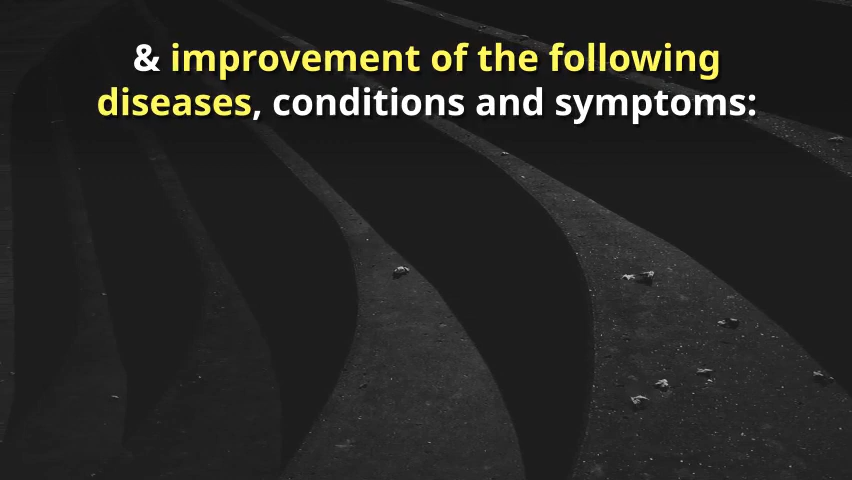 & improvement of the following
diseases, conditions and symptoms: